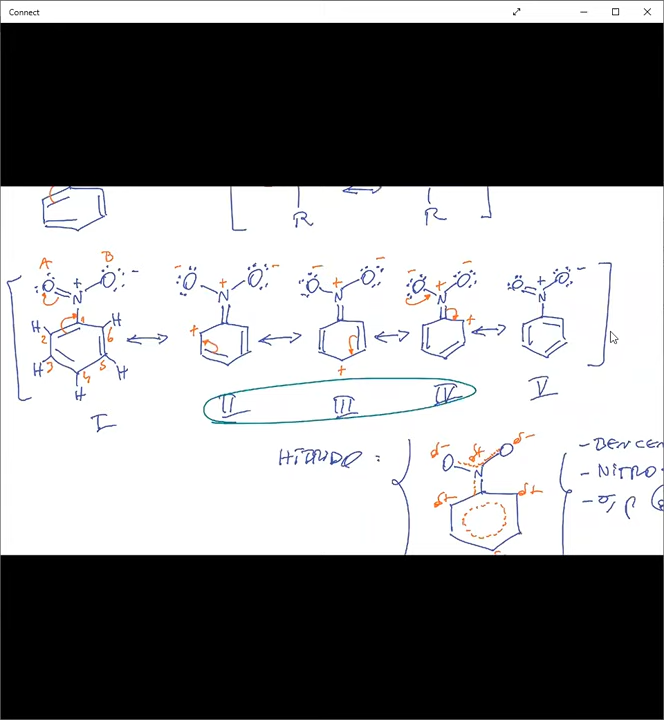 Connect
R R
A B
O N O + - O N O - + - O N O - + - O N O - + - O N O + -
H 2 1 H 6 + + +
H 3 4 5 H
H
I II III IV V
HÍBRIDO :
δ- δ+ δ-
O N O
δ+ δ+
- BENCEN
- NITRO
- σ, p